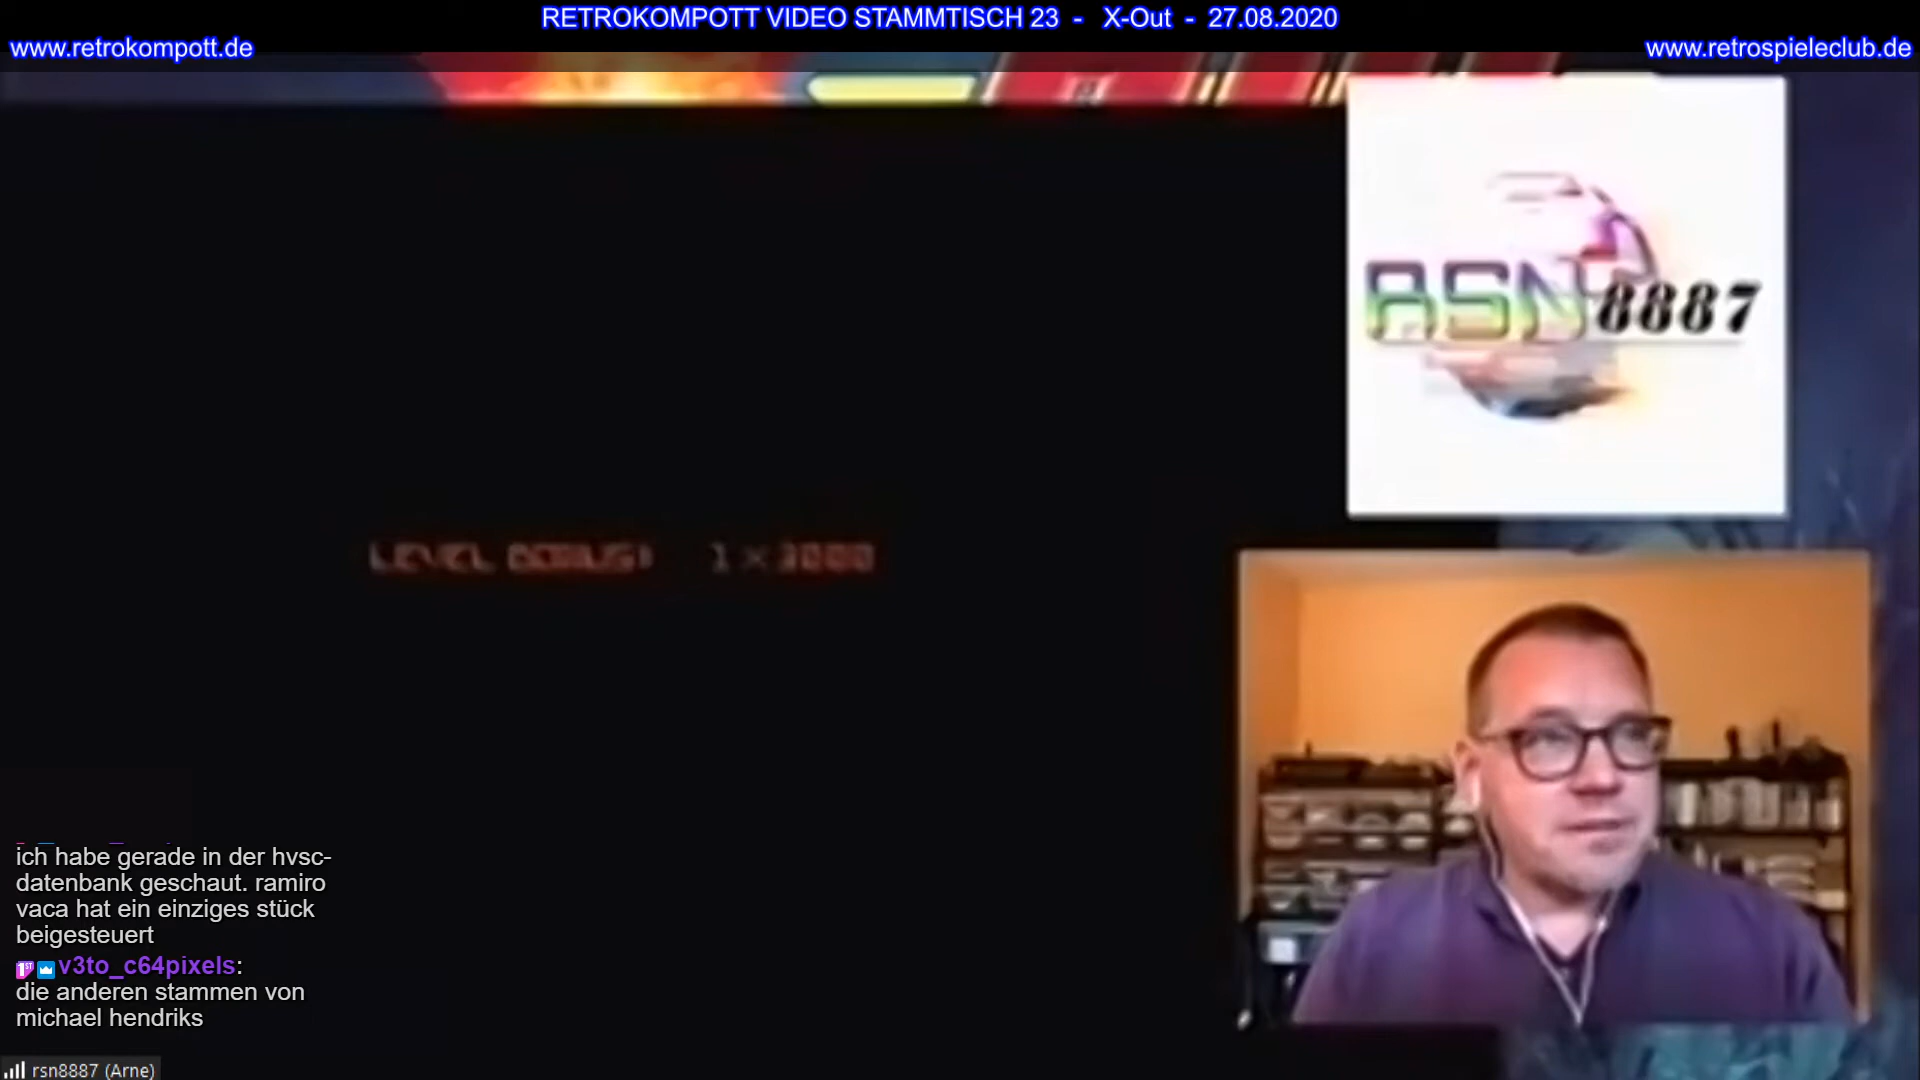 RETROKOMPOTT VIDEO STAMMTISCH 23 - X-Out - 27.08.2020
www.retrokompott.de
www.retrospieleclub.de
RSN8887
LEVEL BONUS: 1 × 3000
ich habe gerade in der hvsc-
datenbank geschaut. ramiro
vaca hat ein einziges stück
beigesteuert
v3to_c64pixels:
die anderen stammen von
michael hendriks
rsn8887 (Arne)